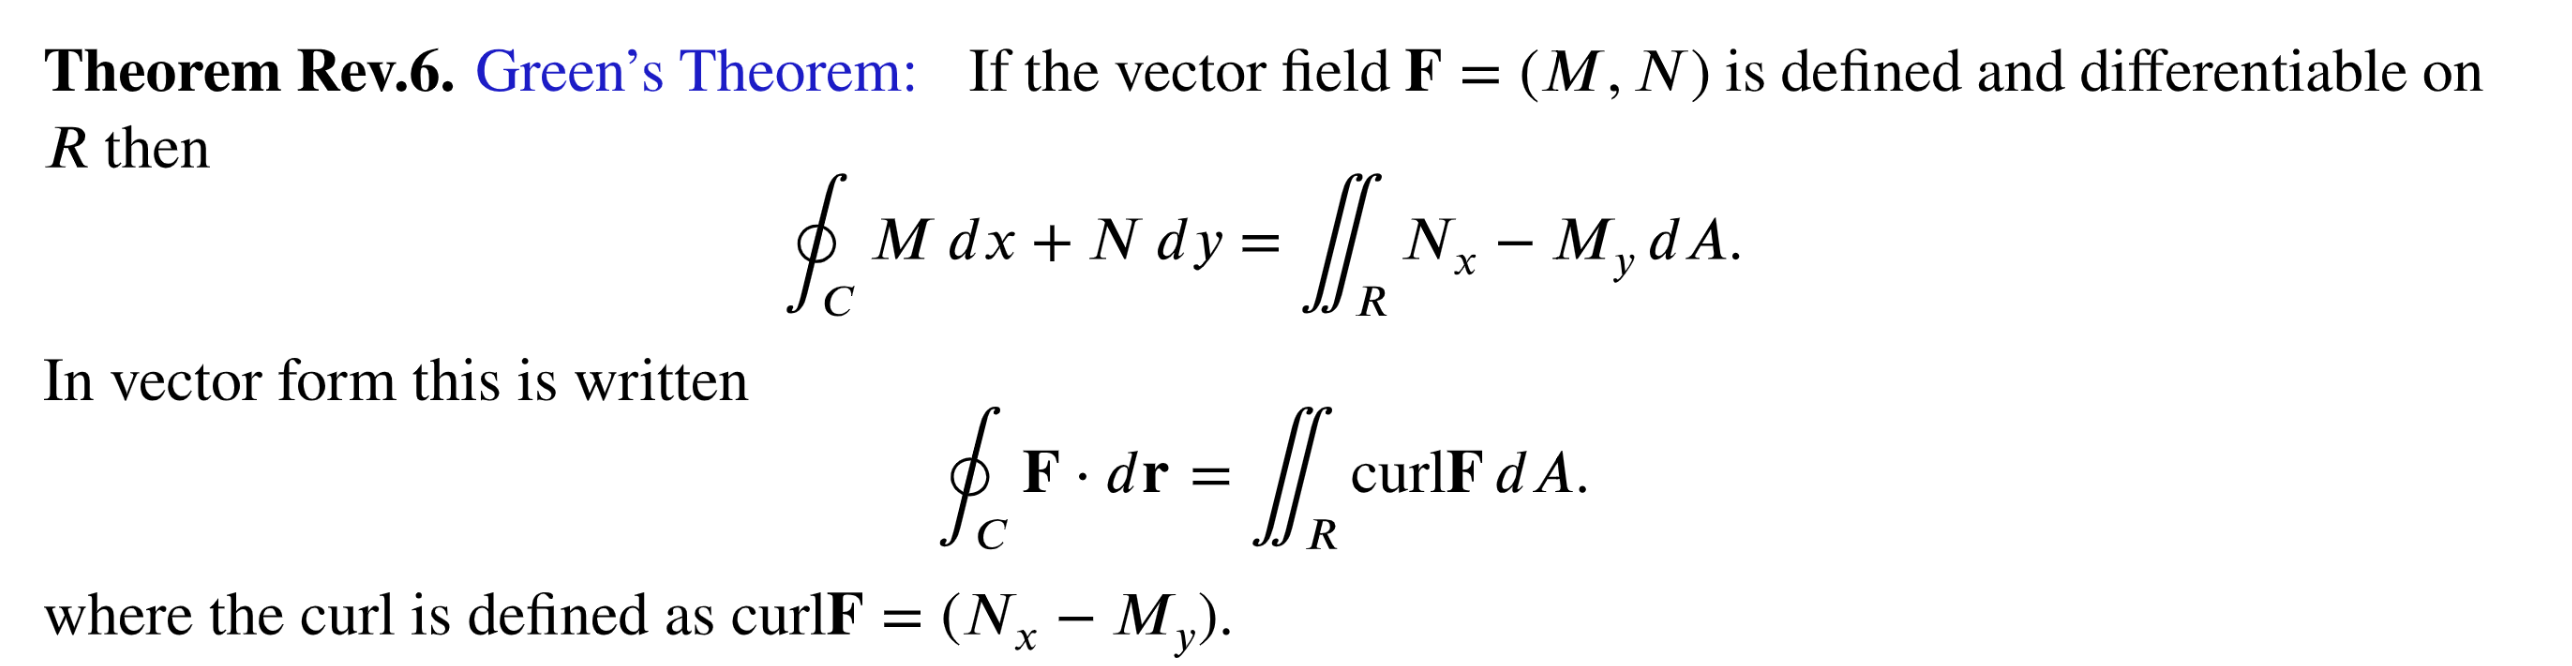 Theorem Rev.6. Green’s Theorem: If the vector field F = (M, N) is defined and differentiable on
R then
∮_C M dx + N dy = ∬_R N_x − M_y dA.
In vector form this is written
∮_C F · dr = ∬_R curlF dA.
where the curl is defined as curlF = (N_x − M_y).